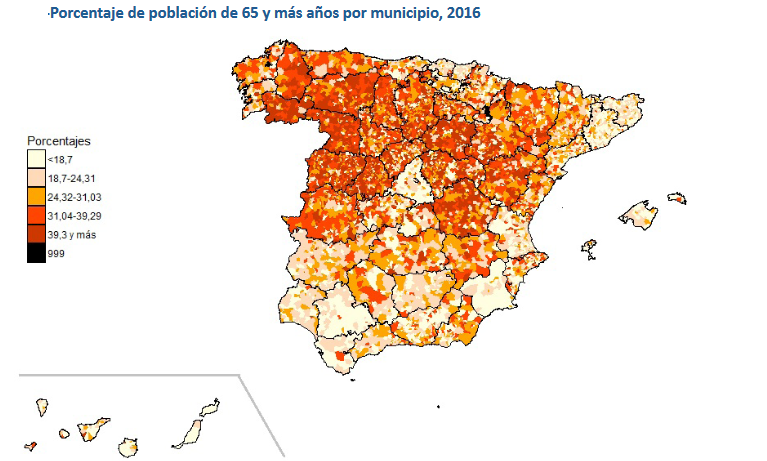 Porcentaje de población de 65 y más años por municipio, 2016
Porcentajes
<18,7
18,7-24,31
24,32-31,03
31,04-39,29
39,3 y más
999